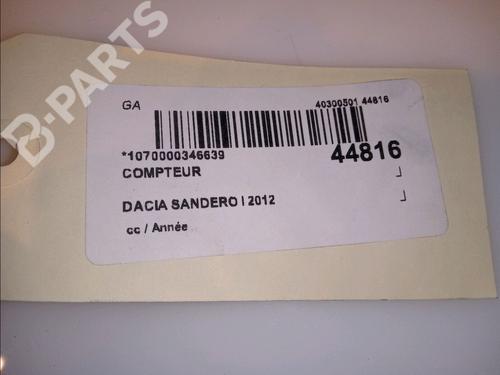 B-PARTS
GA
40300501 44816
*1070000346639
44816
COMPTEUR
DACIA SANDERO I 2012
cc / Année